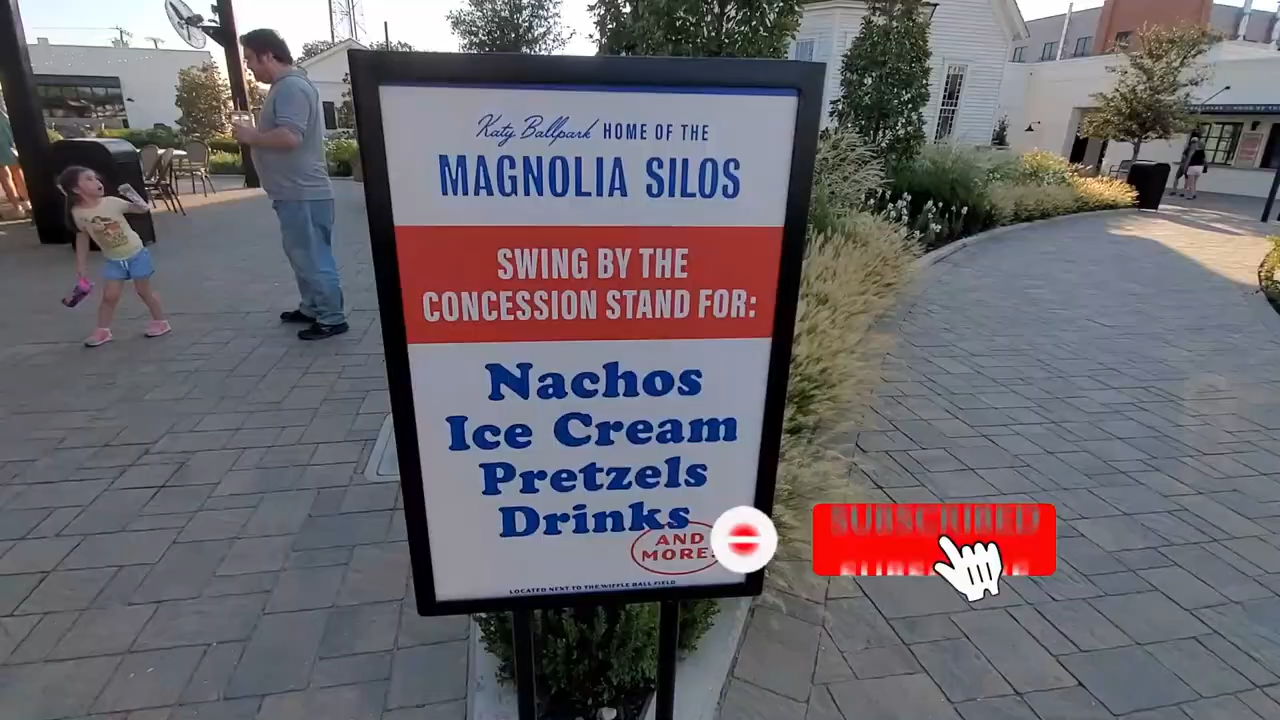 Katy Ballpark HOME OF THE
MAGNOLIA SILOS
SWING BY THE
CONCESSION STAND FOR:
Nachos
Ice Cream
Pretzels
Drinks
AND
MORE!
LOCATED NEXT TO THE WIFFLE BALL FIELD
SUBSCRIBED